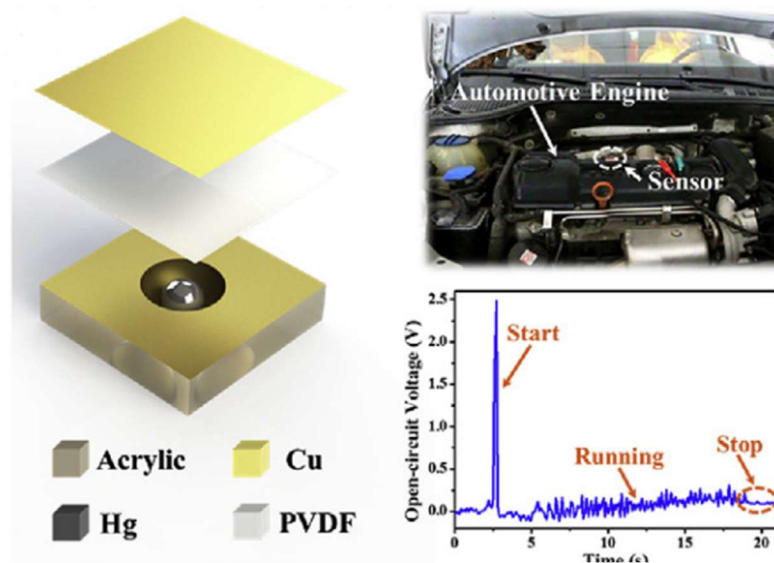 Acrylic
Cu
Hg
PVDF
Automotive Engine
Sensor
Open-circuit Voltage (V)
2.5
2.0
1.5
1.0
0.5
0.0
Start
Running
Stop
0
5
10
15
20
Time (s)